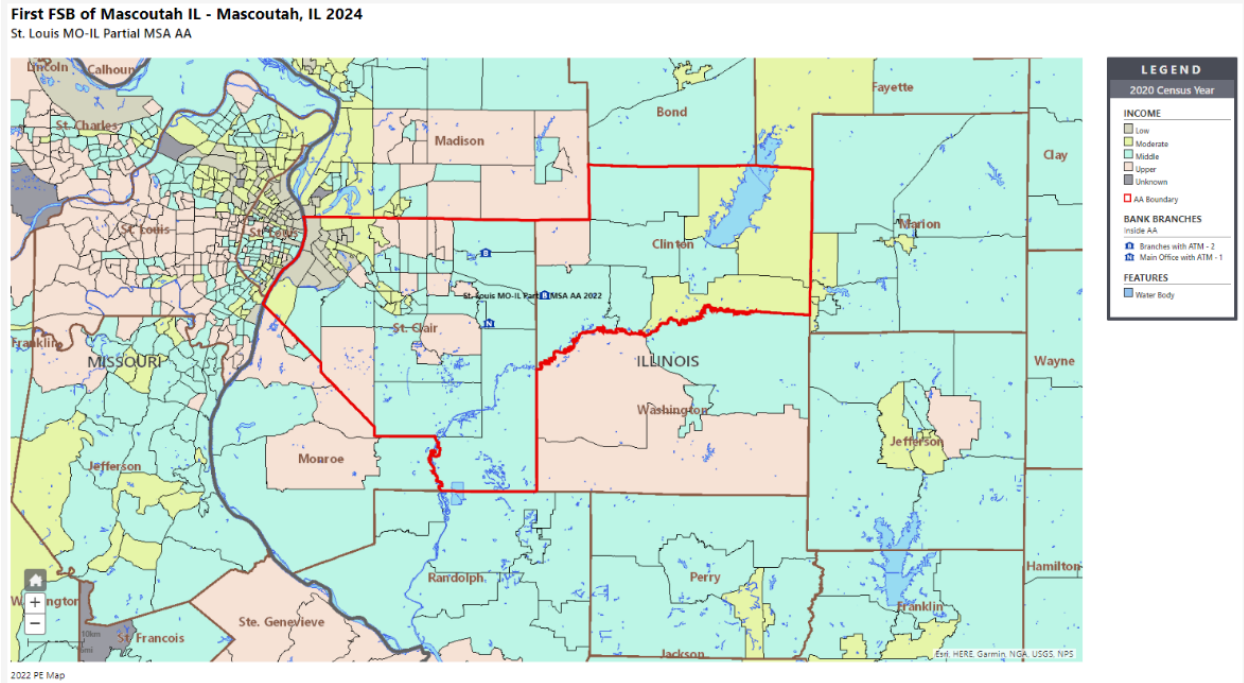 First FSB of Mascoutah IL - Mascoutah, IL 2024
St. Louis MO-IL Partial MSA AA
Lincoln
Calhoun
Fayette
Bond
St. Charles
Madison
Clay
St. Louis
St. Louis
Clinton
Marion
St. Louis MO-IL Partial MSA AA 2022
St. Clair
Franklin
MISSOURI
ILLINOIS
Wayne
Washington
Jefferson
Monroe
Jefferson
Randolph
Perry
Hamilton
Washington
Franklin
Ste. Genevieve
St. Francois
Jackson
+
−
10km
5mi
Esri, HERE, Garmin, NGA, USGS, NPS
2022 PE Map
LEGEND
2020 Census Year
INCOME
Low
Moderate
Middle
Upper
Unknown
AA Boundary
BANK BRANCHES
Inside AA
Branches with ATM - 2
Main Office with ATM - 1
FEATURES
Water Body